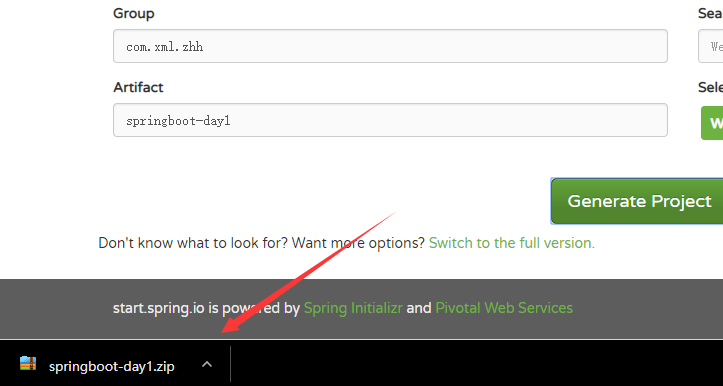 Group
Sea
com.xml.zhh
We
Artifact
Sele
springboot-day1
W
Generate Project
Don't know what to look for? Want more options? Switch to the full version.
start.spring.io is powered by Spring Initializr and Pivotal Web Services
springboot-day1.zip